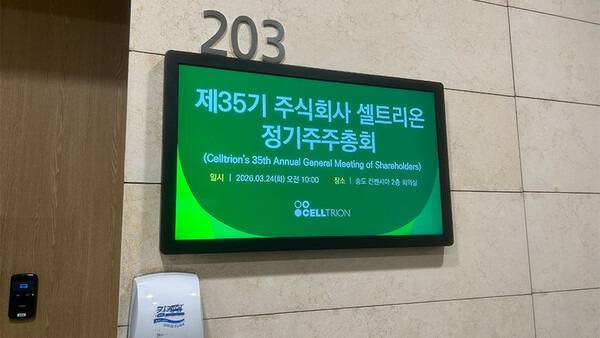 203
제35기 주식회사 셀트리온
정기주주총회
(Celltrion's 35th Annual General Meeting of Shareholders)
일시 | 2026.03.24(화) 오전 10:00 장소 | 송도 컨벤시아 2층 회의실
CELLTRION